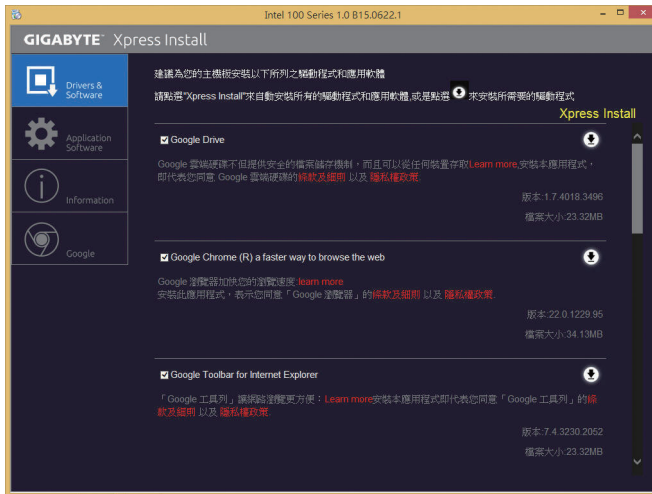 Intel 100 Series 1.0 B15.0622.1
GIGABYTE™ Xpress Install
Drivers &
Software
Application
Software
Information
Google
建議為您的主機板安裝以下所列之驅動程式和應用軟體
請點選"Xpress Install"來自動安裝所有的驅動程式和應用軟體,或是點選 來安裝所需要的驅動程式
Xpress Install
Google Drive
Google 雲端硬碟不但提供安全的檔案儲存機制，而且可以從任何裝置存取Learn more,安裝本應用程式，
即代表您同意 Google 雲端硬碟的條款及細則 以及 隱私權政策.
版本:1.7.4018.3496
檔案大小:23.32MB
Google Chrome (R) a faster way to browse the web
Google 瀏覽器加快您的瀏覽速度:learn more
安裝此應用程式，表示您同意「Google 瀏覽器」的條款及細則 以及 隱私權政策.
版本:22.0.1229.95
檔案大小:34.13MB
Google Toolbar for Internet Explorer
「Google 工具列」讓網路瀏覽更方便：Learn more安裝本應用程式即代表您同意「Google 工具列」的條
款及細則 以及 隱私權政策.
版本:7.4.3230.2052
檔案大小:23.32MB